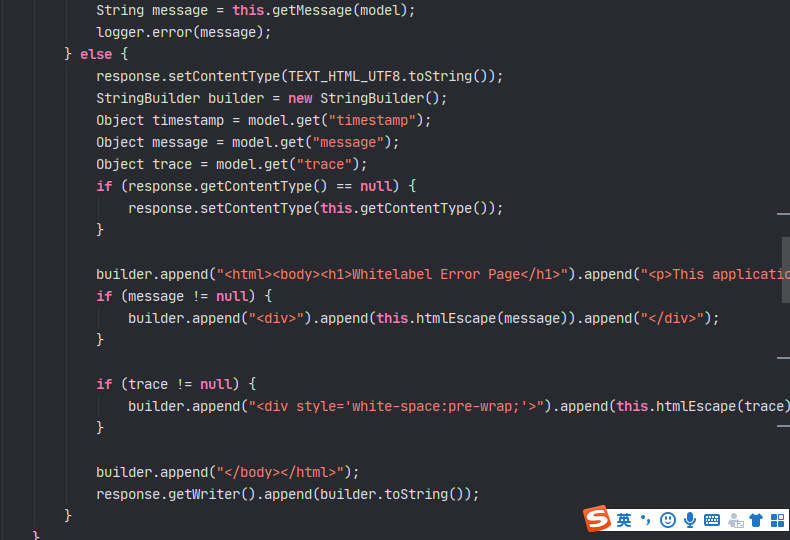 String message = this.getMessage(model);
logger.error(message);
} else {
response.setContentType(TEXT_HTML_UTF8.toString());
StringBuilder builder = new StringBuilder();
Object timestamp = model.get("timestamp");
Object message = model.get("message");
Object trace = model.get("trace");
if (response.getContentType() == null) {
response.setContentType(this.getContentType());
}
builder.append("<html><body><h1>Whitelabel Error Page</h1>").append("<p>This applicatio
if (message != null) {
builder.append("<div>").append(this.htmlEscape(message)).append("</div>");
}
if (trace != null) {
builder.append("<div style='white-space:pre-wrap;'>").append(this.htmlEscape(trace)
}
builder.append("</body></html>");
response.getWriter().append(builder.toString());
}
}
英